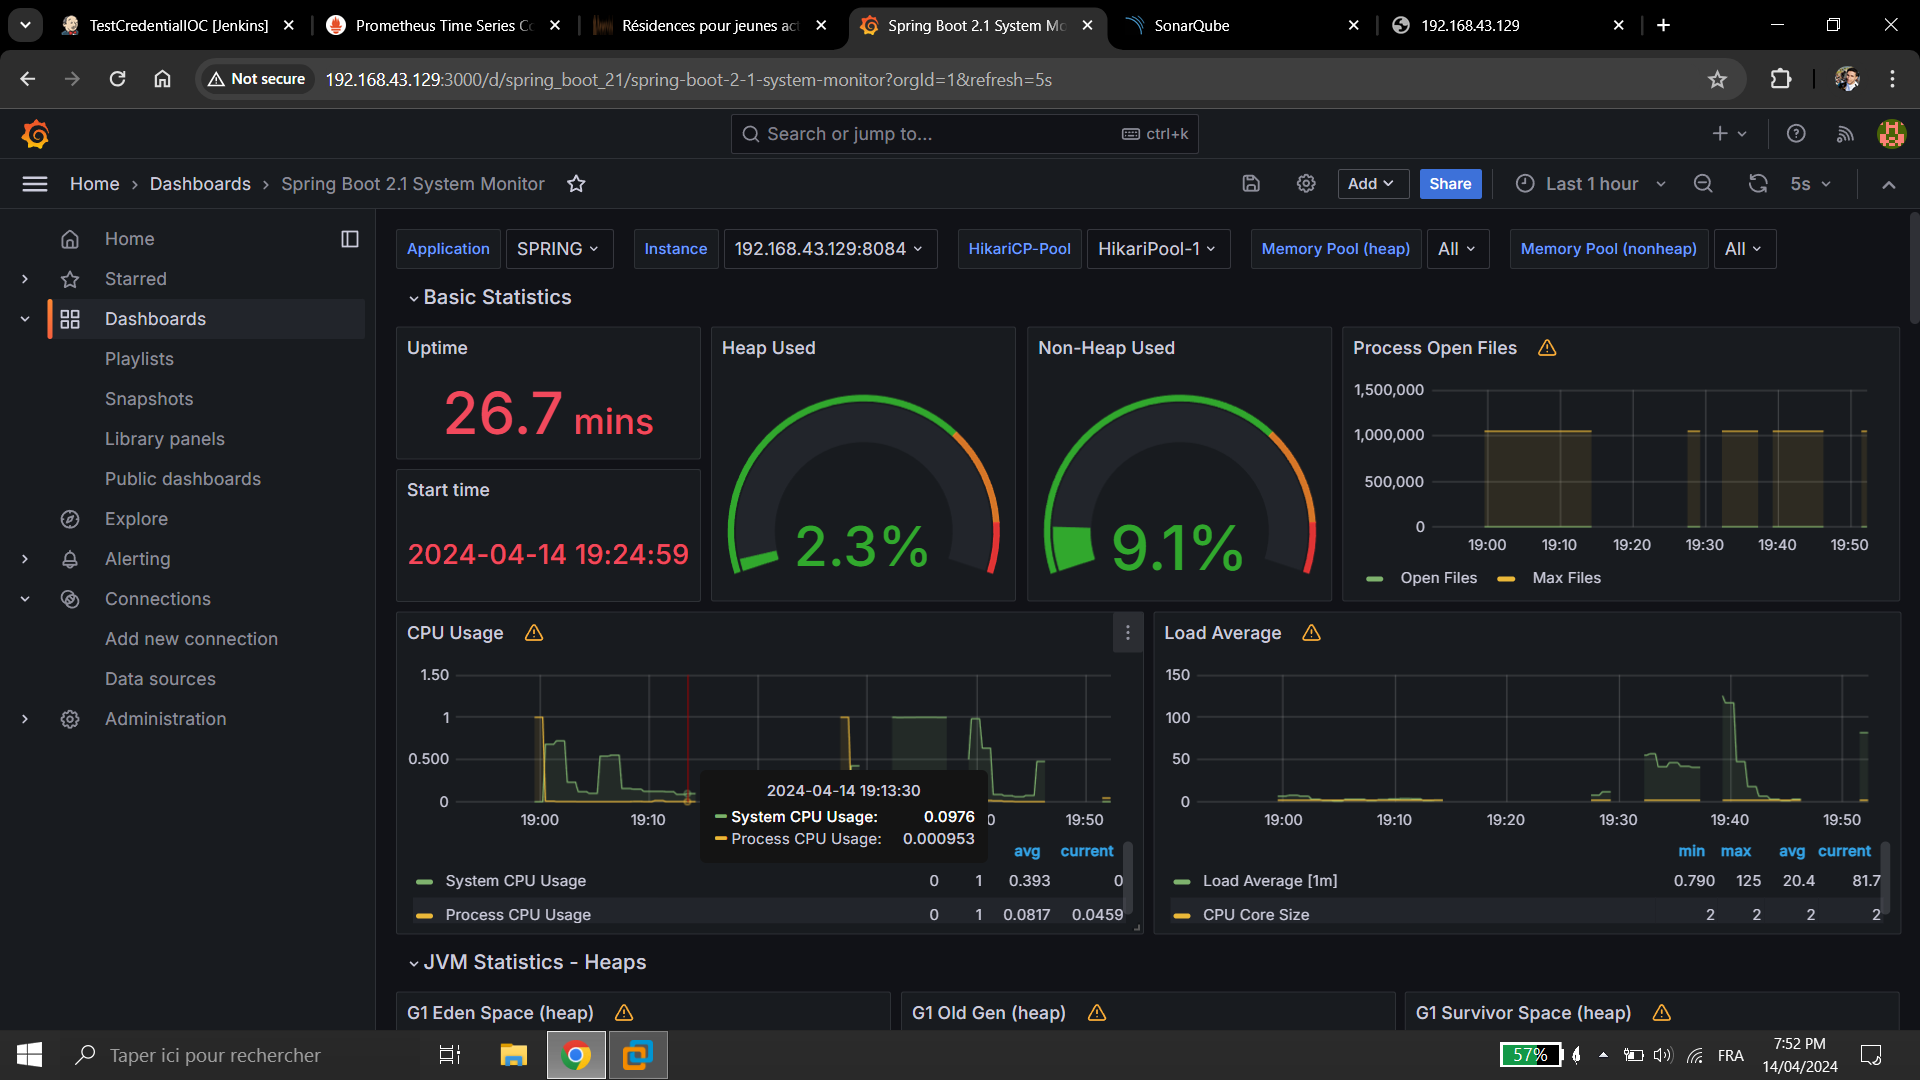 TestCredentialIOC [Jenkins]
Prometheus Time Series Co
Résidences pour jeunes act
Spring Boot 2.1 System Mo
SonarQube
192.168.43.129
Not secure
192.168.43.129:3000/d/spring_boot_21/spring-boot-2-1-system-monitor?orgId=1&refresh=5s
Search or jump to...
ctrl+k
Home
Dashboards
Spring Boot 2.1 System Monitor
Add
Share
Last 1 hour
5s
Home
Starred
Dashboards
Playlists
Snapshots
Library panels
Public dashboards
Explore
Alerting
Connections
Add new connection
Data sources
Administration
Application SPRING
Instance 192.168.43.129:8084
HikariCP-Pool HikariPool-1
Memory Pool (heap) All
Memory Pool (nonheap) All
Basic Statistics
Uptime
26.7 mins
Start time
2024-04-14 19:24:59
Heap Used
2.3%
Non-Heap Used
9.1%
Process Open Files
1,500,000
1,000,000
500,000
0
19:00 19:10 19:20 19:30 19:40 19:50
Open Files Max Files
CPU Usage
1.50
1
0.500
0
19:00 19:10 0 19:50
2024-04-14 19:13:30
System CPU Usage: 0.0976
Process CPU Usage: 0.000953
avg current
System CPU Usage 0 1 0.393 0
Process CPU Usage 0 1 0.0817 0.0459
Load Average
150
100
50
0
19:00 19:10 19:20 19:30 19:40 19:50
min max avg current
Load Average [1m] 0.790 125 20.4 81.7
CPU Core Size 2 2 2 2
JVM Statistics - Heaps
G1 Eden Space (heap)
G1 Old Gen (heap)
G1 Survivor Space (heap)
Taper ici pour rechercher
57%
FRA
7:52 PM
14/04/2024